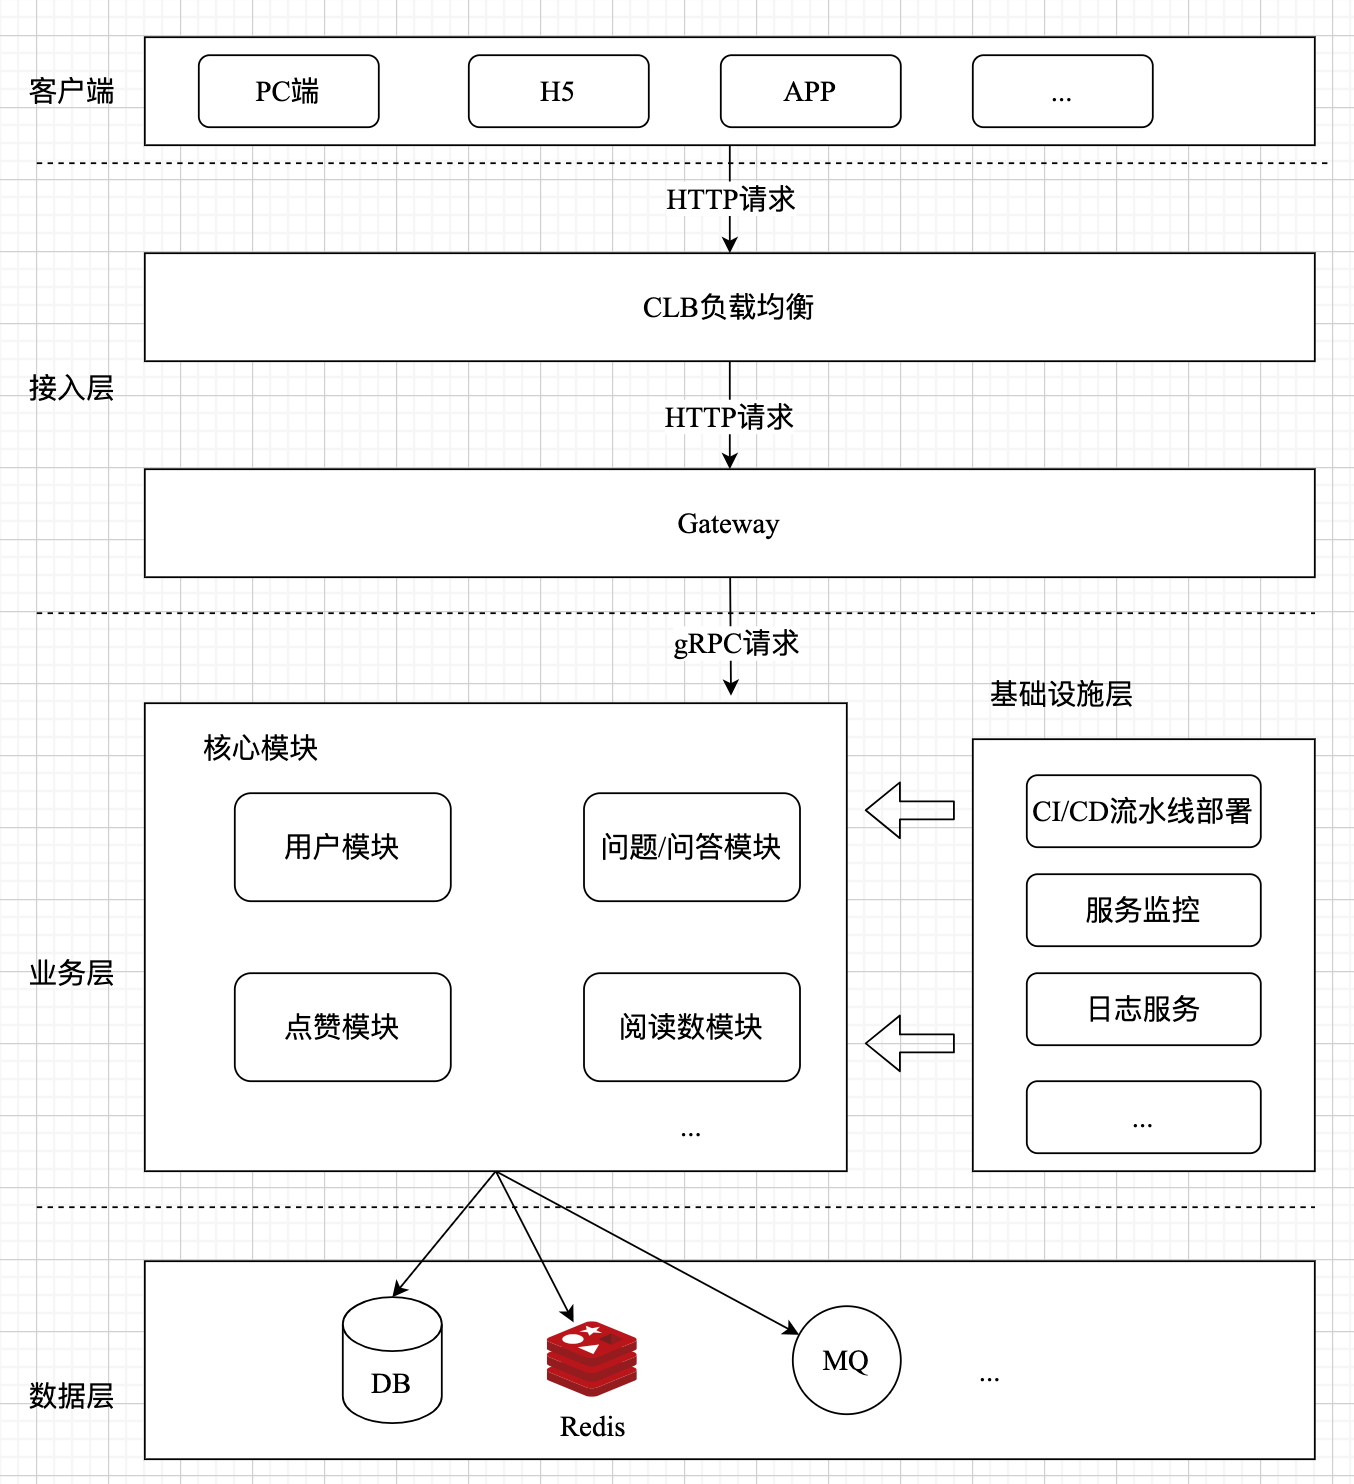 客户端
PC端
H5
APP
...
HTTP请求
CLB负载均衡
接入层
HTTP请求
Gateway
gRPC请求
基础设施层
核心模块
用户模块
问题/问答模块
CI/CD流水线部署
服务监控
业务层
点赞模块
阅读数模块
日志服务
...
...
数据层
DB
Redis
MQ
...